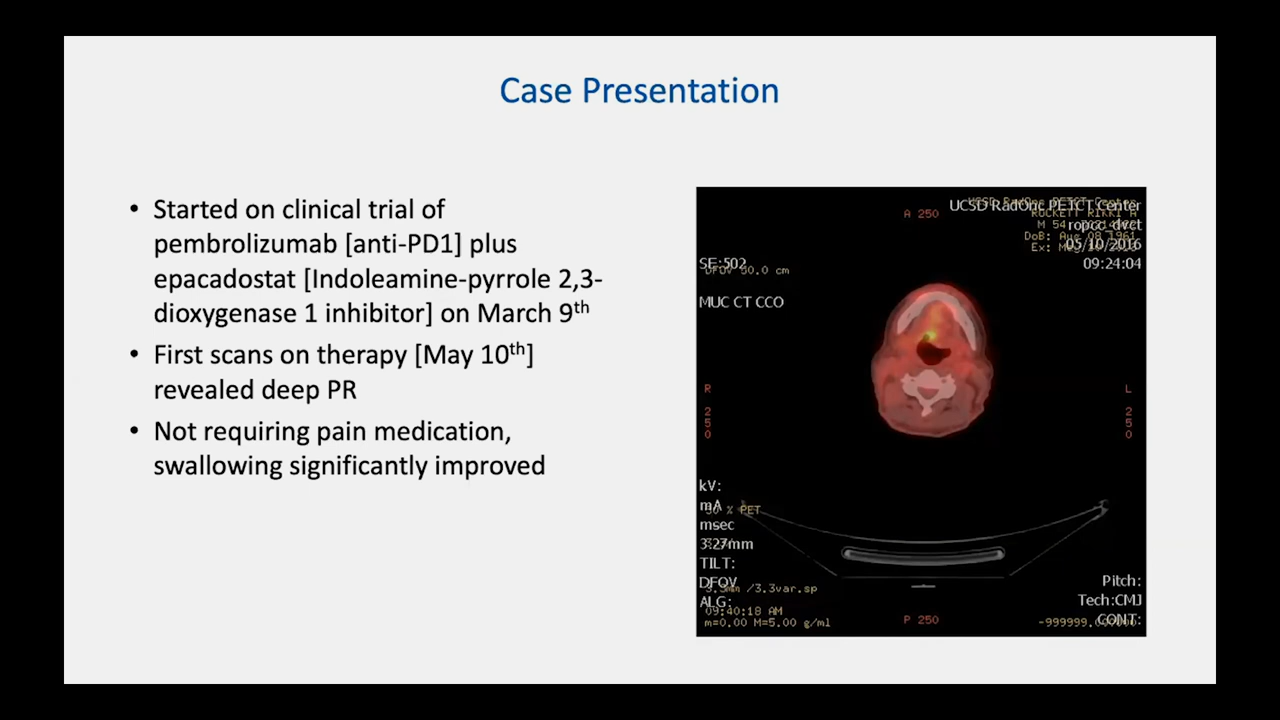 Case Presentation
• Started on clinical trial of
pembrolizumab [anti-PD1] plus
epacadostat [Indoleamine-pyrrole 2,3-
dioxygenase 1 inhibitor] on March 9th
• First scans on therapy [May 10th]
revealed deep PR
• Not requiring pain medication,
swallowing significantly improved
A 250
UCSD RadOnc PETCT Center
ROCKETT RIKKI A
M 54
ropcc_dvct
DoB: Aug 08 1961
05/10/2016
Ex: May
09:24:04
SE:502
DFOV 50.0 cm
MUC CT CCO
R
250
L
250
kV:
mA
% PET
msec
3.27mm
TILT:
DFOV
/3.3var.sp
ALG:
09:40:18 AM
m=0.00 M=5.00 g/ml
P 250
Pitch:
Tech:CMJ
CONT: